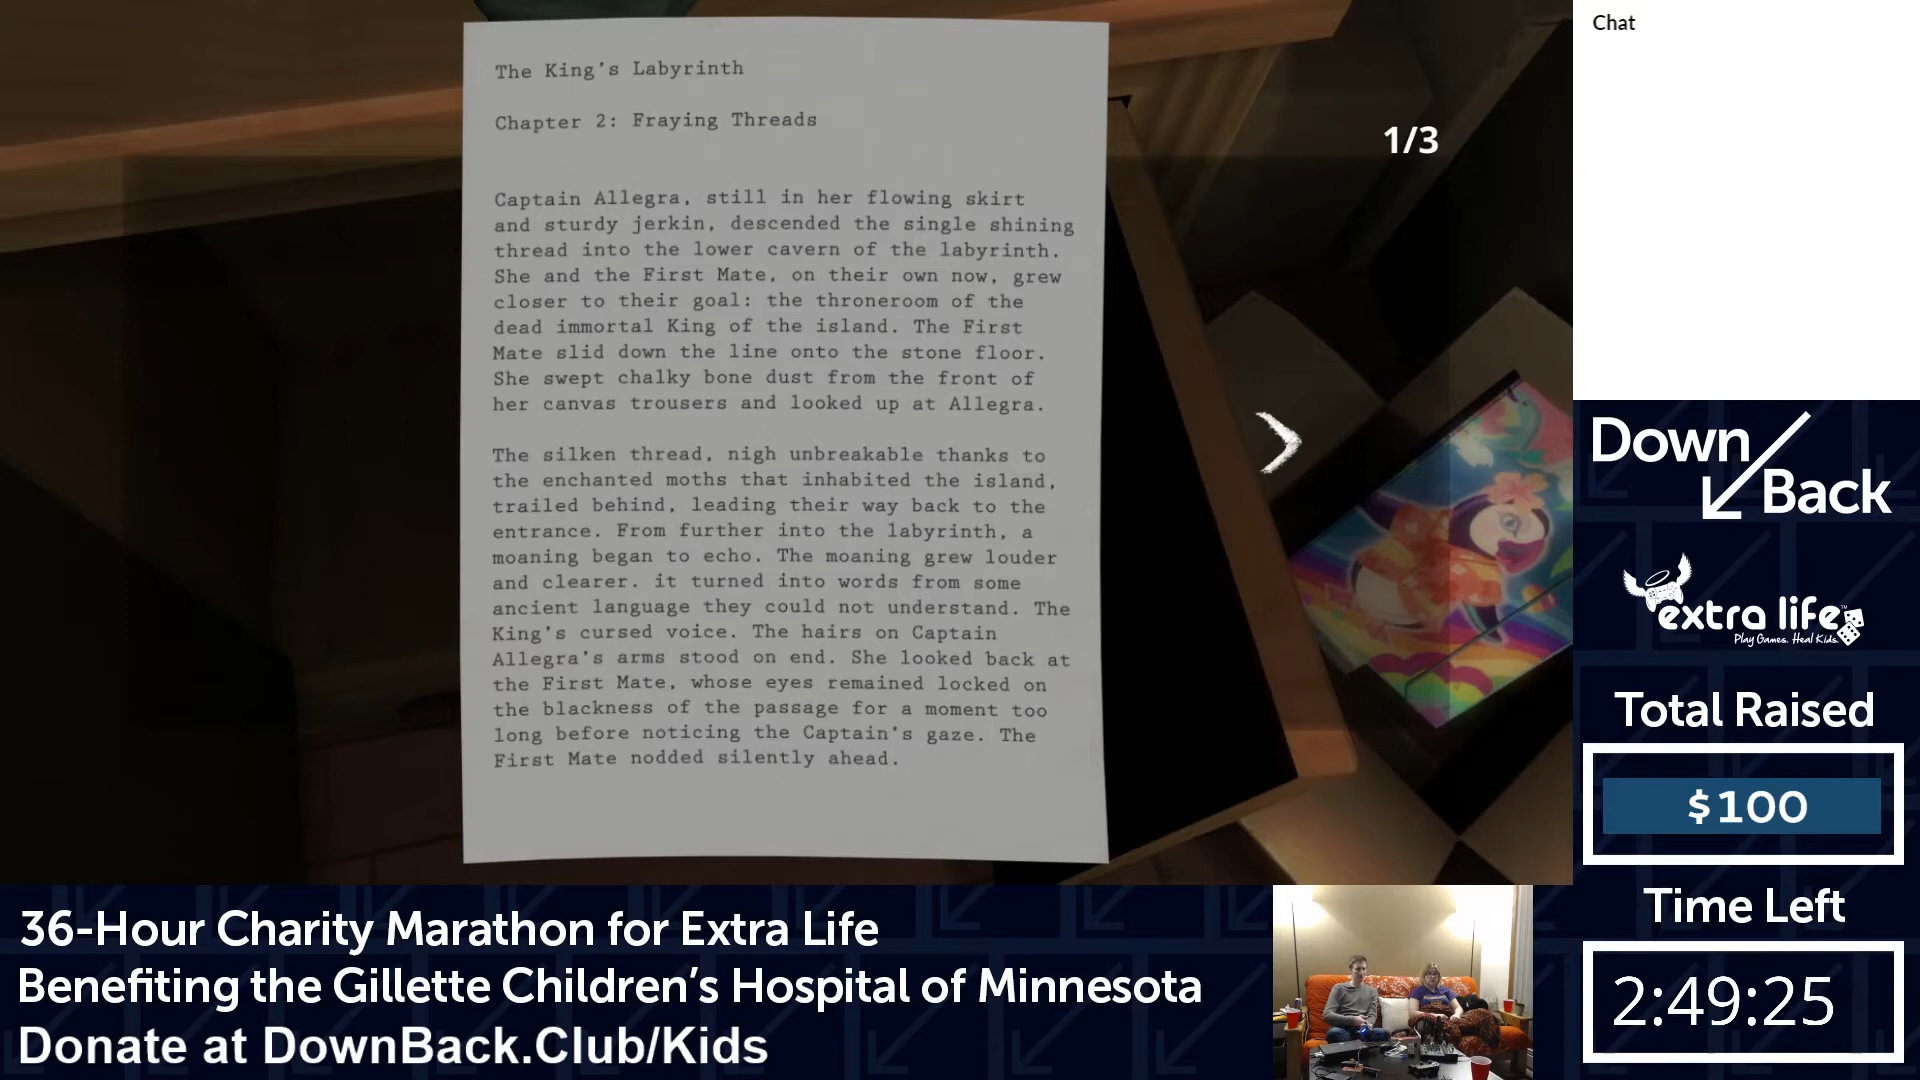 The King's Labyrinth
Chapter 2: Fraying Threads
Captain Allegra, still in her flowing skirt
and sturdy jerkin, descended the single shining
thread into the lower cavern of the labyrinth.
She and the First Mate, on their own now, grew
closer to their goal: the throneroom of the
dead immortal King of the island. The First
Mate slid down the line onto the stone floor.
She swept chalky bone dust from the front of
her canvas trousers and looked up at Allegra.
The silken thread, nigh unbreakable thanks to
the enchanted moths that inhabited the island,
trailed behind, leading their way back to the
entrance. From further into the labyrinth, a
moaning began to echo. The moaning grew louder
and clearer. it turned into words from some
ancient language they could not understand. The
King's cursed voice. The hairs on Captain
Allegra's arms stood on end. She looked back at
the First Mate, whose eyes remained locked on
the blackness of the passage for a moment too
long before noticing the Captain's gaze. The
First Mate nodded silently ahead.
1/3
Chat
Down
Back
extra life™
Play Games. Heal Kids.
Total Raised
$100
Time Left
2:49:25
36-Hour Charity Marathon for Extra Life
Benefiting the Gillette Children's Hospital of Minnesota
Donate at DownBack.Club/Kids